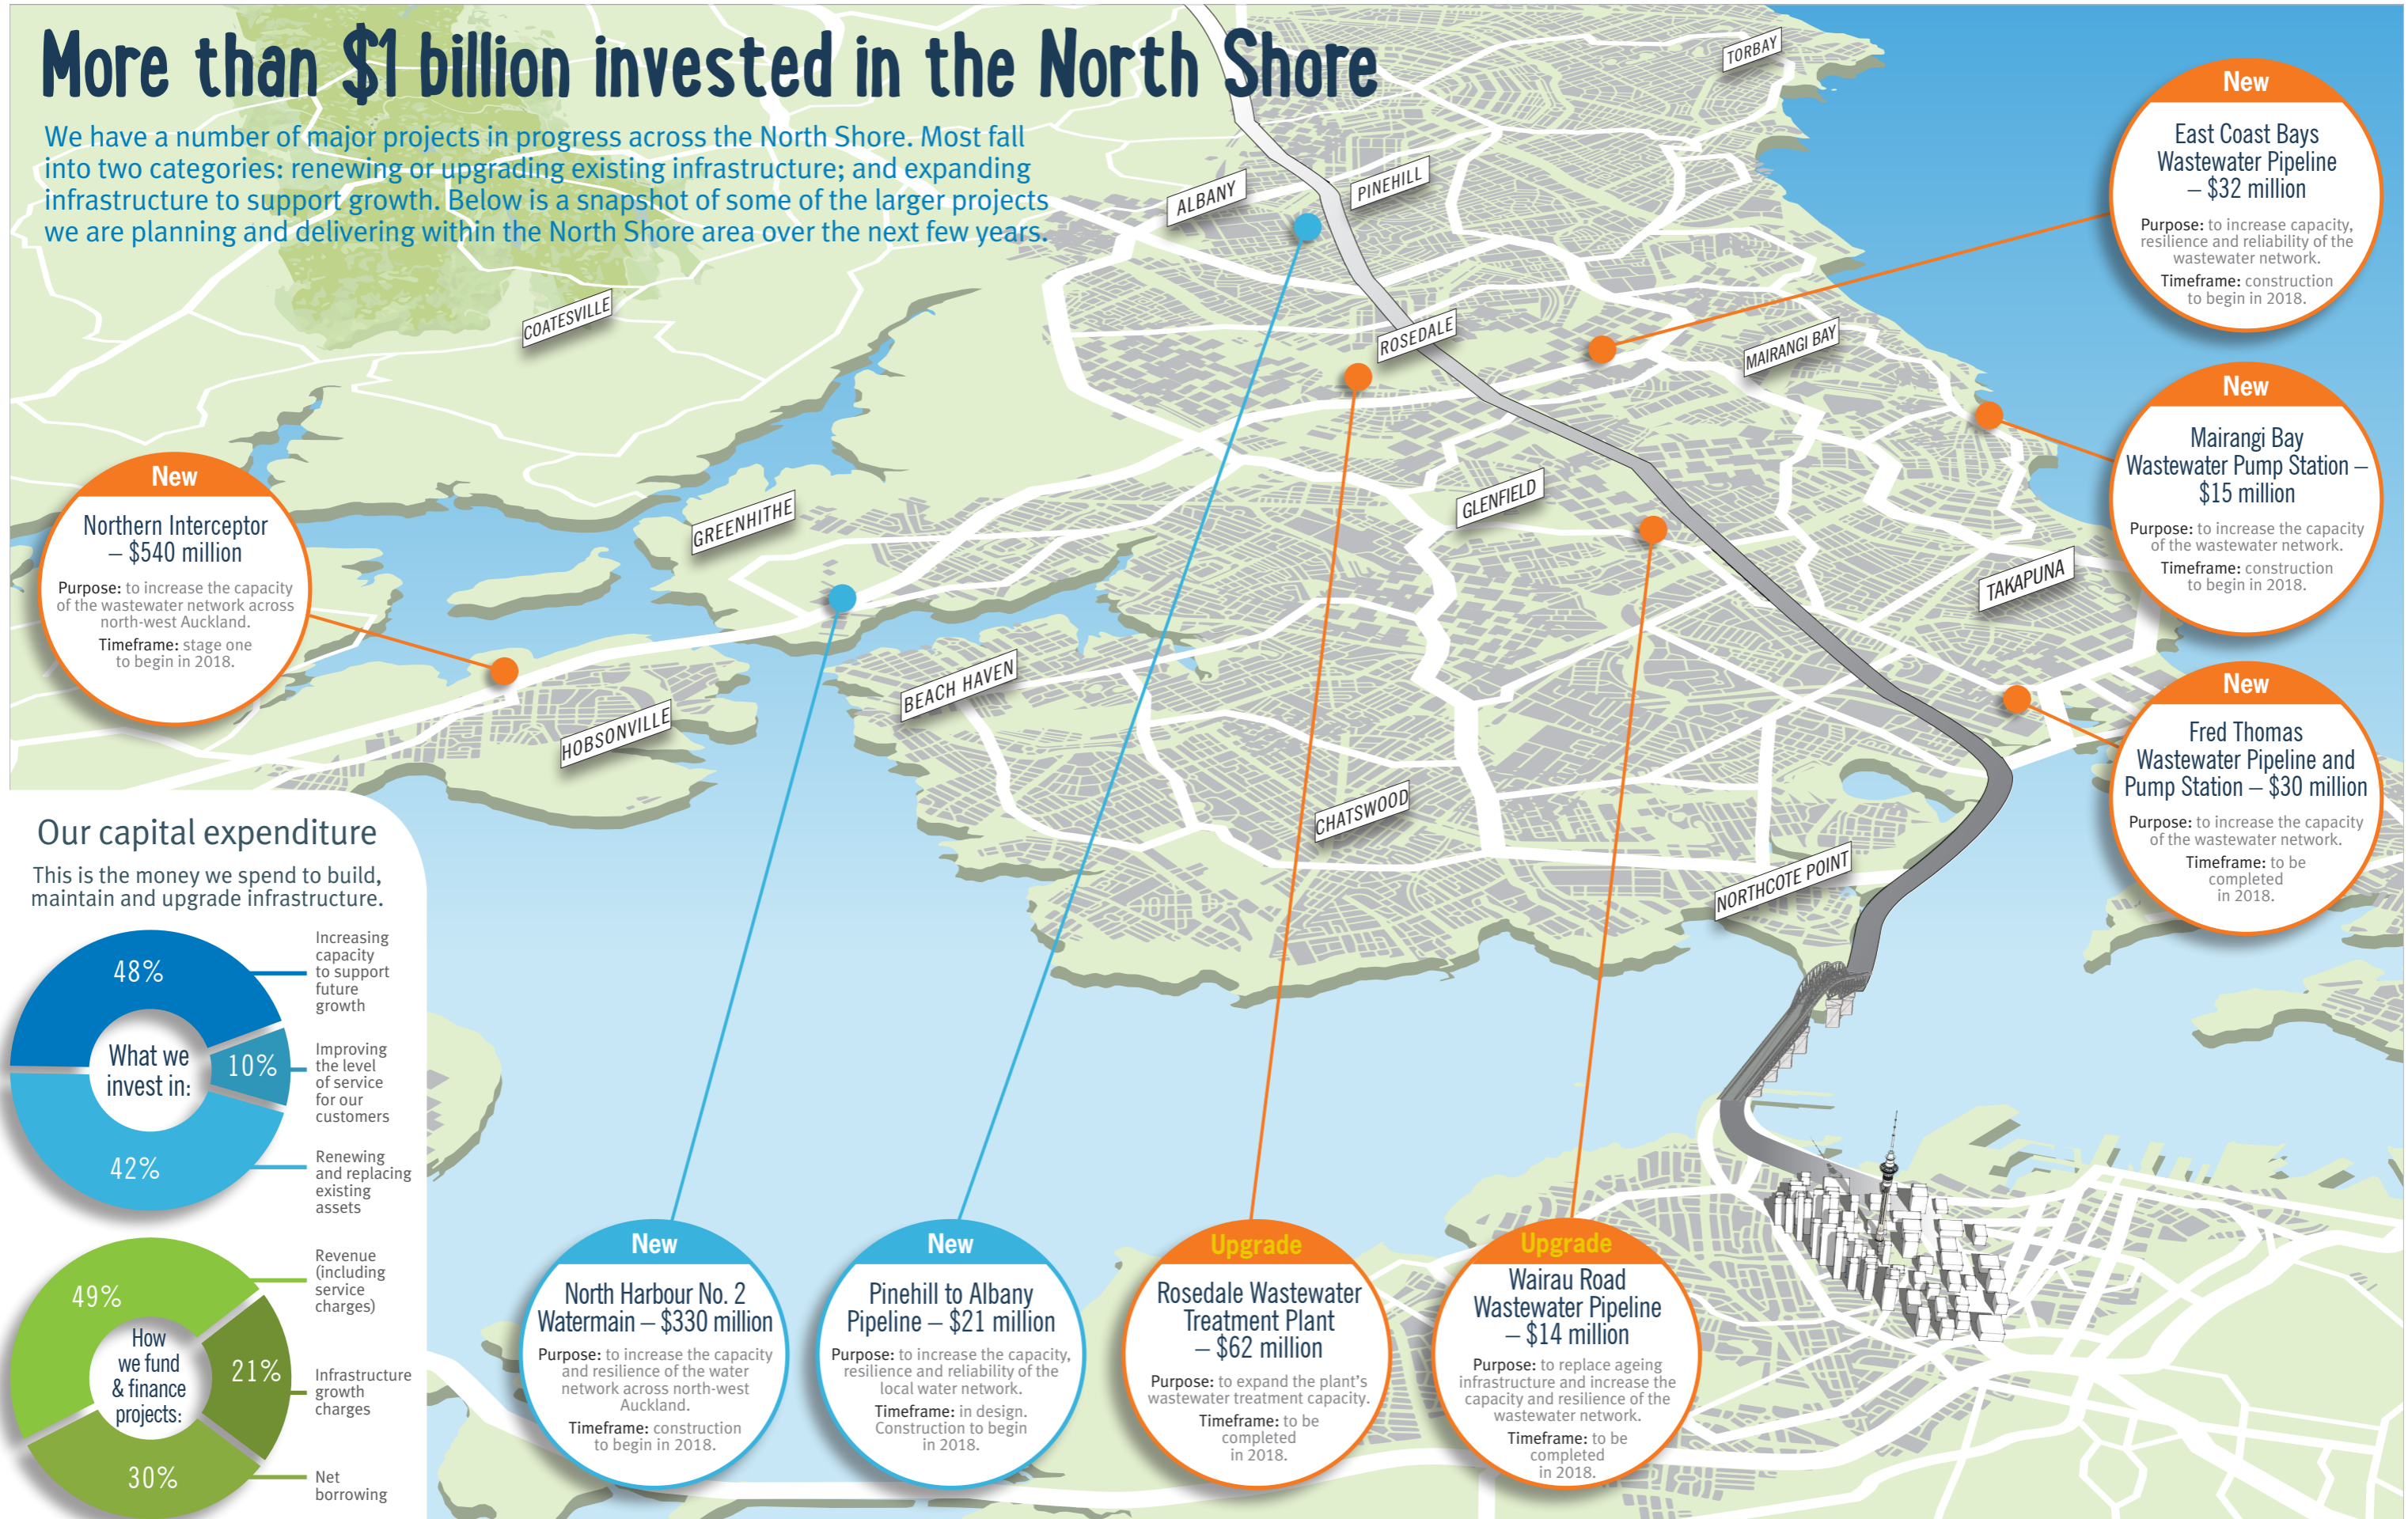 More than $1 billion invested in the North Shore
We have a number of major projects in progress across the North Shore. Most fall
into two categories: renewing or upgrading existing infrastructure; and expanding
infrastructure to support growth. Below is a snapshot of some of the larger projects
we are planning and delivering within the North Shore area over the next few years.
TORBAY
ALBANY
PINEHILL
COATESVILLE
ROSEDALE
MAIRANGI BAY
GREENHITHE
GLENFIELD
TAKAPUNA
BEACH HAVEN
HOBSONVILLE
CHATSWOOD
NORTHCOTE POINT
New
East Coast Bays
Wastewater Pipeline
– $32 million
Purpose: to increase capacity,
resilience and reliability of the
wastewater network.
Timeframe: construction
to begin in 2018.
New
Mairangi Bay
Wastewater Pump Station –
$15 million
Purpose: to increase the capacity
of the wastewater network.
Timeframe: construction
to begin in 2018.
New
Fred Thomas
Wastewater Pipeline and
Pump Station – $30 million
Purpose: to increase the capacity
of the wastewater network.
Timeframe: to be
completed
in 2018.
New
Northern Interceptor
– $540 million
Purpose: to increase the capacity
of the wastewater network across
north-west Auckland.
Timeframe: stage one
to begin in 2018.
Our capital expenditure
This is the money we spend to build,
maintain and upgrade infrastructure.
What we
invest in:
48%
Increasing
capacity
to support
future
growth
10%
Improving
the level
of service
for our
customers
42%
Renewing
and replacing
existing
assets
How
we fund
& finance
projects:
49%
Revenue
(including
service
charges)
21%
Infrastructure
growth
charges
30%
Net
borrowing
New
North Harbour No. 2
Watermain – $330 million
Purpose: to increase the capacity
and resilience of the water
network across north-west
Auckland.
Timeframe: construction
to begin in 2018.
New
Pinehill to Albany
Pipeline – $21 million
Purpose: to increase the capacity,
resilience and reliability of the
local water network.
Timeframe: in design.
Construction to begin
in 2018.
Upgrade
Rosedale Wastewater
Treatment Plant
– $62 million
Purpose: to expand the plant's
wastewater treatment capacity.
Timeframe: to be
completed
in 2018.
Upgrade
Wairau Road
Wastewater Pipeline
– $14 million
Purpose: to replace ageing
infrastructure and increase the
capacity and resilience of the
wastewater network.
Timeframe: to be
completed
in 2018.